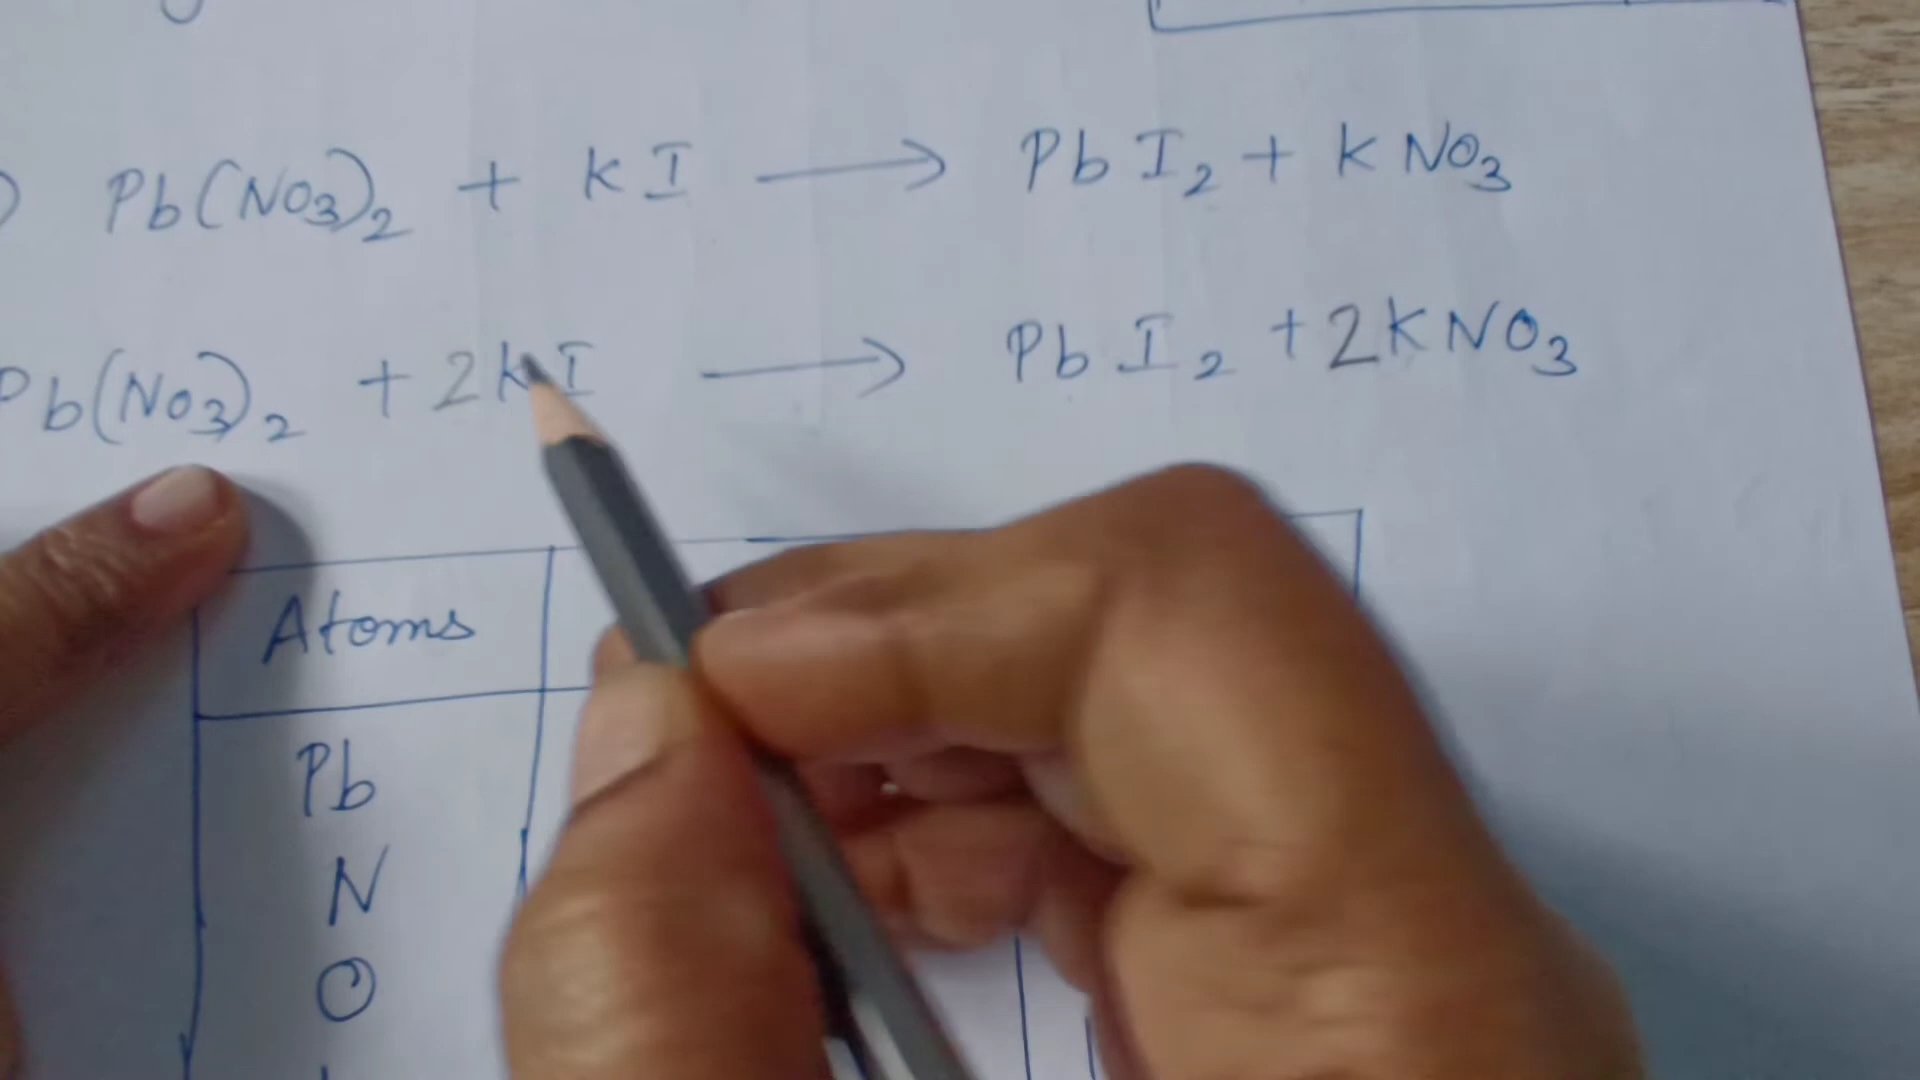 ) Pb(NO3)2 + KI → PbI2 + KNO3
Pb(NO3)2 + 2KI → PbI2 + 2KNO3
Atoms
Pb
N
O